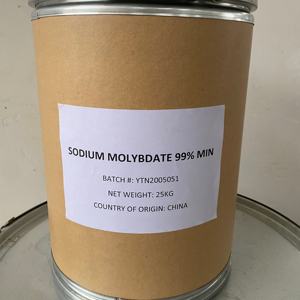 SODIUM MOLYBDATE 99% MIN
BATCH #: YTN2005051
NET WEIGHT: 25KG
COUNTRY OF ORIGIN: CHINA